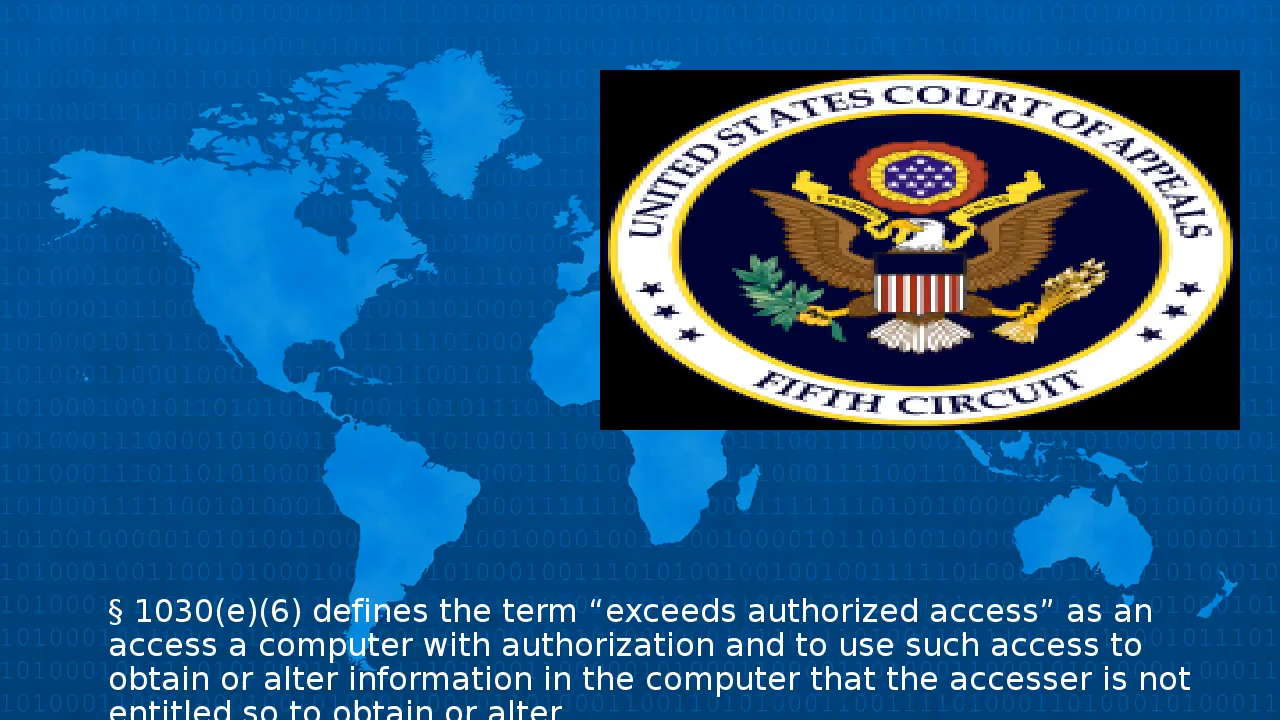 UNITED STATES COURT OF APPEALS
FIFTH CIRCUIT
§ 1030(e)(6) defines the term “exceeds authorized access” as an
access a computer with authorization and to use such access to
obtain or alter information in the computer that the accesser is not
entitled so to obtain or alter